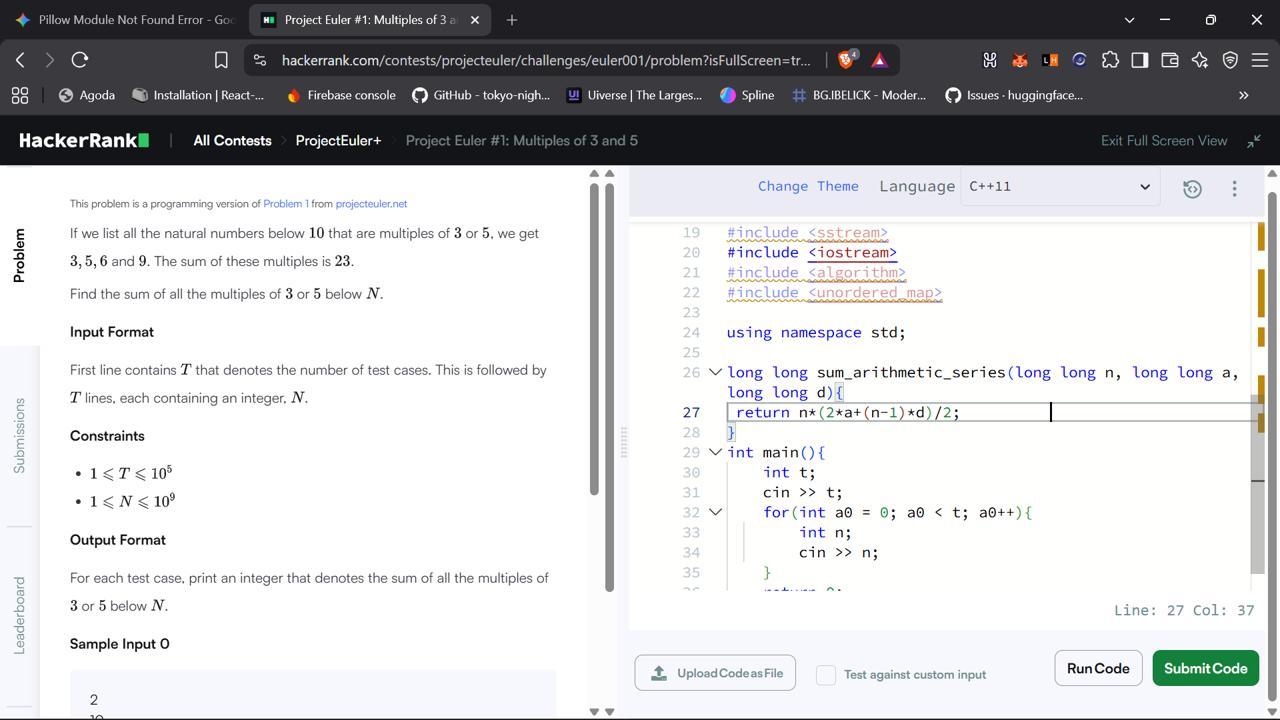 Pillow Module Not Found Error - Goo
Project Euler #1: Multiples of 3 a
hackerrank.com/contests/projecteuler/challenges/euler001/problem?isFullScreen=tr...
4
Agoda
Installation | React-...
Firebase console
GitHub - tokyo-nigh...
Uiverse | The Larges...
Spline
BG.IBELICK - Moder...
Issues · huggingface...
HackerRank
All Contests
ProjectEuler+
Project Euler #1: Multiples of 3 and 5
Exit Full Screen View
Problem
Submissions
Leaderboard
This problem is a programming version of Problem 1 from projecteuler.net
If we list all the natural numbers below 10 that are multiples of 3 or 5, we get
3, 5, 6 and 9. The sum of these multiples is 23.
Find the sum of all the multiples of 3 or 5 below N.
Input Format
First line contains T that denotes the number of test cases. This is followed by
T lines, each containing an integer, N.
Constraints
• 1 ⩽ T ⩽ 10⁵
• 1 ⩽ N ⩽ 10⁹
Output Format
For each test case, print an integer that denotes the sum of all the multiples of
3 or 5 below N.
Sample Input 0
2
10
Change Theme Language C++11
19 #include <sstream>
20 #include <iostream>
21 #include <algorithm>
22 #include <unordered_map>
23
24 using namespace std;
25
26 long long sum_arithmetic_series(long long n, long long a,
long long d){
27 return n*(2*a+(n-1)*d)/2;
28 }
29 int main(){
30 int t;
31 cin >> t;
32 for(int a0 = 0; a0 < t; a0++){
33 int n;
34 cin >> n;
35 }
36 return 0;
Line: 27 Col: 37
Upload Code as File
Test against custom input
Run Code
Submit Code